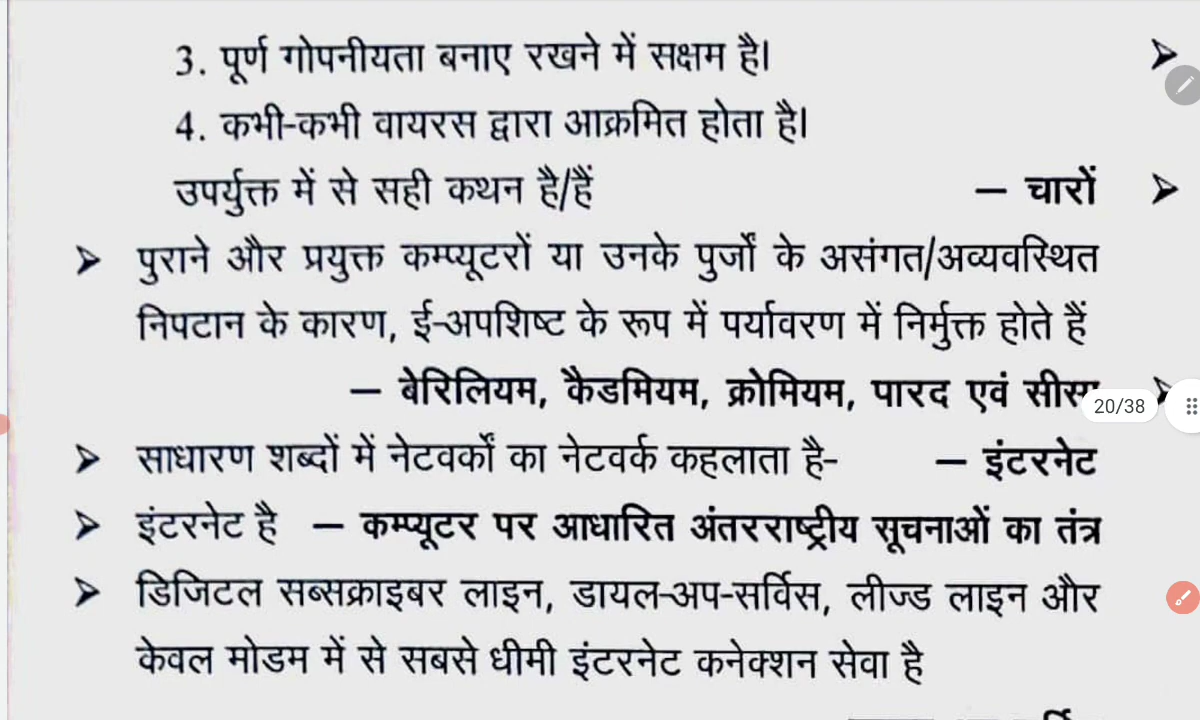 3. पूर्ण गोपनीयता बनाए रखने में सक्षम है।
4. कभी-कभी वायरस द्वारा आक्रमित होता है।
उपर्युक्त में से सही कथन है/हैं – चारों
➢ पुराने और प्रयुक्त कम्प्यूटरों या उनके पुर्जों के असंगत/अव्यवस्थित
निपटान के कारण, ई-अपशिष्ट के रूप में पर्यावरण में निर्मुक्त होते हैं
– बेरिलियम, कैडमियम, क्रोमियम, पारद एवं सीसा
20/38
➢ साधारण शब्दों में नेटवर्कों का नेटवर्क कहलाता है- – इंटरनेट
➢ इंटरनेट है – कम्प्यूटर पर आधारित अंतरराष्ट्रीय सूचनाओं का तंत्र
➢ डिजिटल सब्सक्राइबर लाइन, डायल-अप-सर्विस, लीज्ड लाइन और
केवल मोडम में से सबसे धीमी इंटरनेट कनेक्शन सेवा है